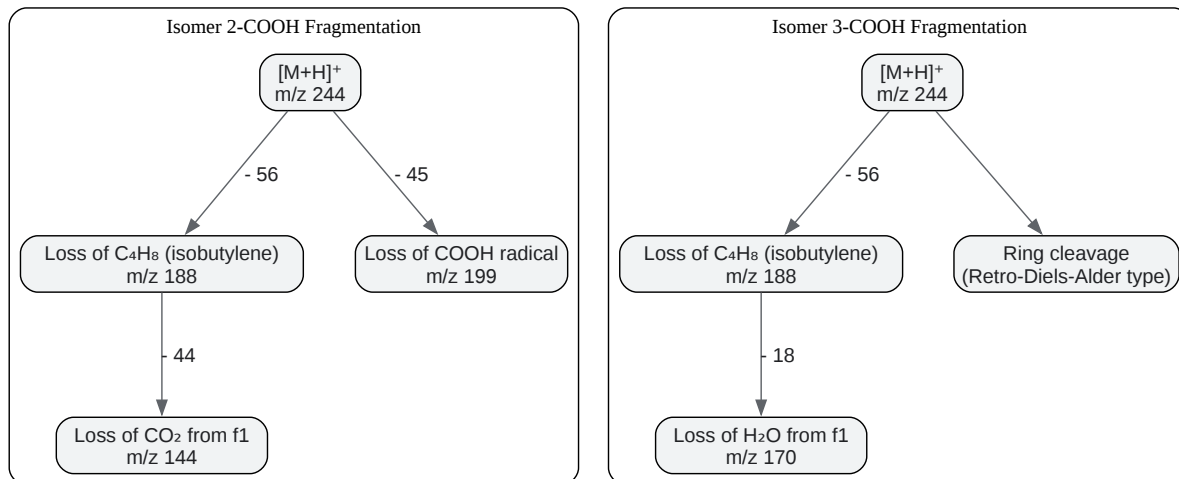 Isomer 2-COOH Fragmentation
[M+H]⁺
m/z 244
- 56
- 45
Loss of C₄H₈ (isobutylene)
m/z 188
Loss of COOH radical
m/z 199
- 44
Loss of CO₂ from f1
m/z 144
Isomer 3-COOH Fragmentation
[M+H]⁺
m/z 244
- 56
Loss of C₄H₈ (isobutylene)
m/z 188
Ring cleavage
(Retro-Diels-Alder type)
- 18
Loss of H₂O from f1
m/z 170